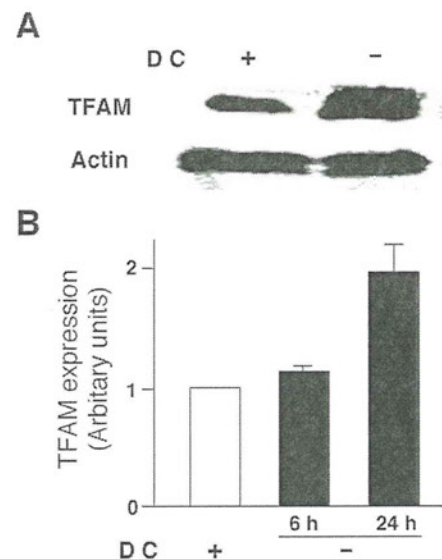 A
D C + −
TFAM
Actin
B
TFAM expression
(Arbitary units)
2
1
0
6 h 24 h
D C + −